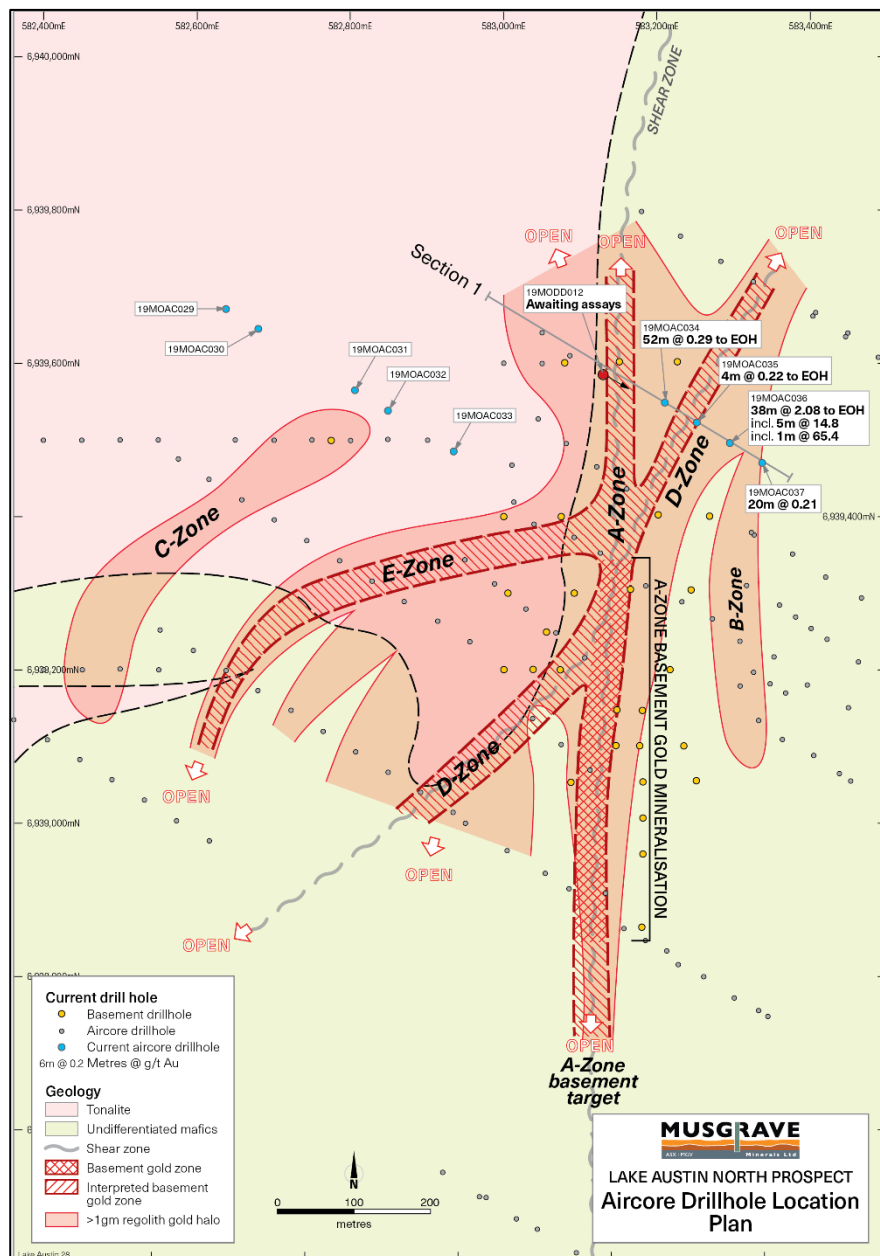 582,400mE
582,600mE
582,800mE
583,000mE
583,200mE
583,400mE
6,940,000mN
SHEAR ZONE
6,939,800mN
OPEN
OPEN
OPEN
Section 1
19MODD012
Awaiting assays
19MOAC029
19MOAC030
19MOAC031
19MOAC032
19MOAC033
6,939,600mN
19MOAC034
52m @ 0.29 to EOH
19MOAC035
4m @ 0.22 to EOH
19MOAC036
38m @ 2.08 to EOH
incl. 5m @ 14.8
incl. 1m @ 65.4
19MOAC037
20m @ 0.21
6,939,400mN
C-Zone
E-Zone
A-Zone
D-Zone
B-Zone
A-ZONE BASEMENT GOLD MINERALISATION
D-Zone
OPEN
6,939,000mN
OPEN
OPEN
OPEN
A-Zone
basement
target
Current drill hole
Basement drillhole
Aircore drillhole
Current aircore drillhole
6m @ 0.2 Metres @ g/t Au
Geology
Tonalite
Undifferentiated mafics
Shear zone
Basement gold zone
Interpreted basement
gold zone
>1gm regolith gold halo
N
0 100 200
metres
MUSGRAVE
ASX : MGV Minerals Ltd
LAKE AUSTIN NORTH PROSPECT
Aircore Drillhole Location
Plan
Lake Austin 28